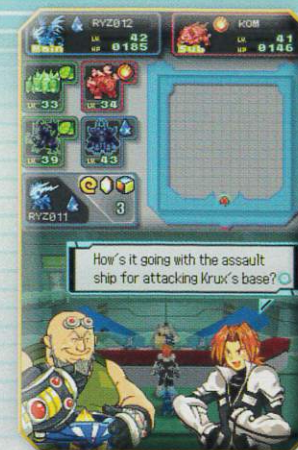 RYZ012
Main
LV 42
HP 0185
KOM
Sub
LV 41
HP 0146
LV 33
LV 34
LV 39
LV 43
RYZ011
3
How's it going with the assault
ship for attacking Krux's base?